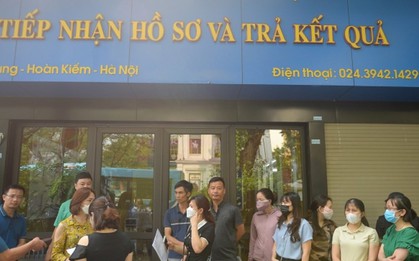 TIẾP NHẬN HỒ SƠ VÀ TRẢ KẾT QUẢ
- Hoàn Kiếm - Hà Nội
Điện thoại: 024.3942.1429